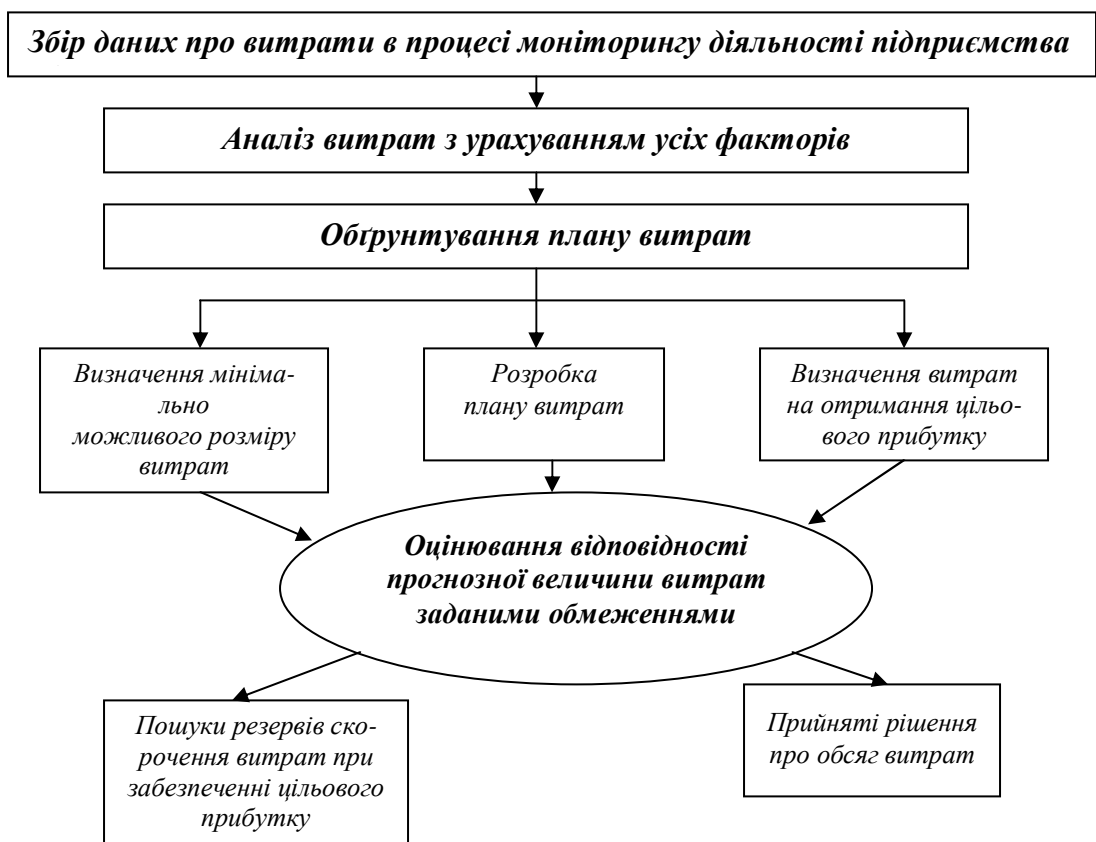 Збір даних про витрати в процесі моніторингу діяльності підприємства
Аналіз витрат з урахуванням усіх факторів
Обґрунтування плану витрат
Визначення мініма-
льно
можливого розміру
витрат
Розробка
плану витрат
Визначення витрат
на отримання цільо-
вого прибутку
Оцінювання відповідності
прогнозної величини витрат
заданими обмеженнями
Пошуки резервів ско-
рочення витрат при
забезпеченні цільового
прибутку
Прийняті рішення
про обсяг витрат